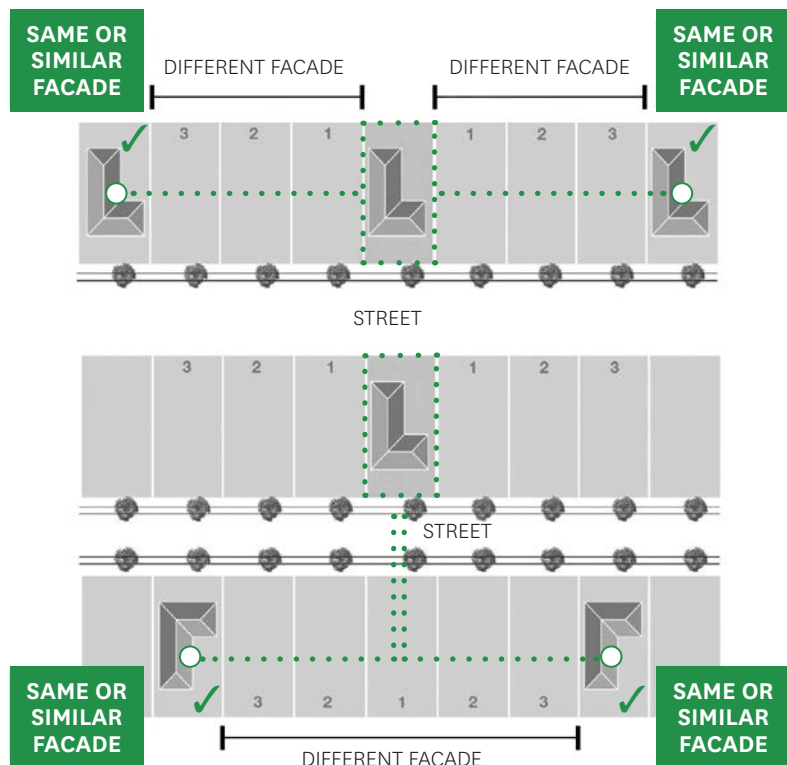 SAME OR
SIMILAR
FACADE
DIFFERENT FACADE
DIFFERENT FACADE
SAME OR
SIMILAR
FACADE
3 2 1 1 2 3
STREET
3 2 1 1 2 3
STREET
SAME OR
SIMILAR
FACADE
3 2 1 2 3
SAME OR
SIMILAR
FACADE
DIFFERENT FACADE